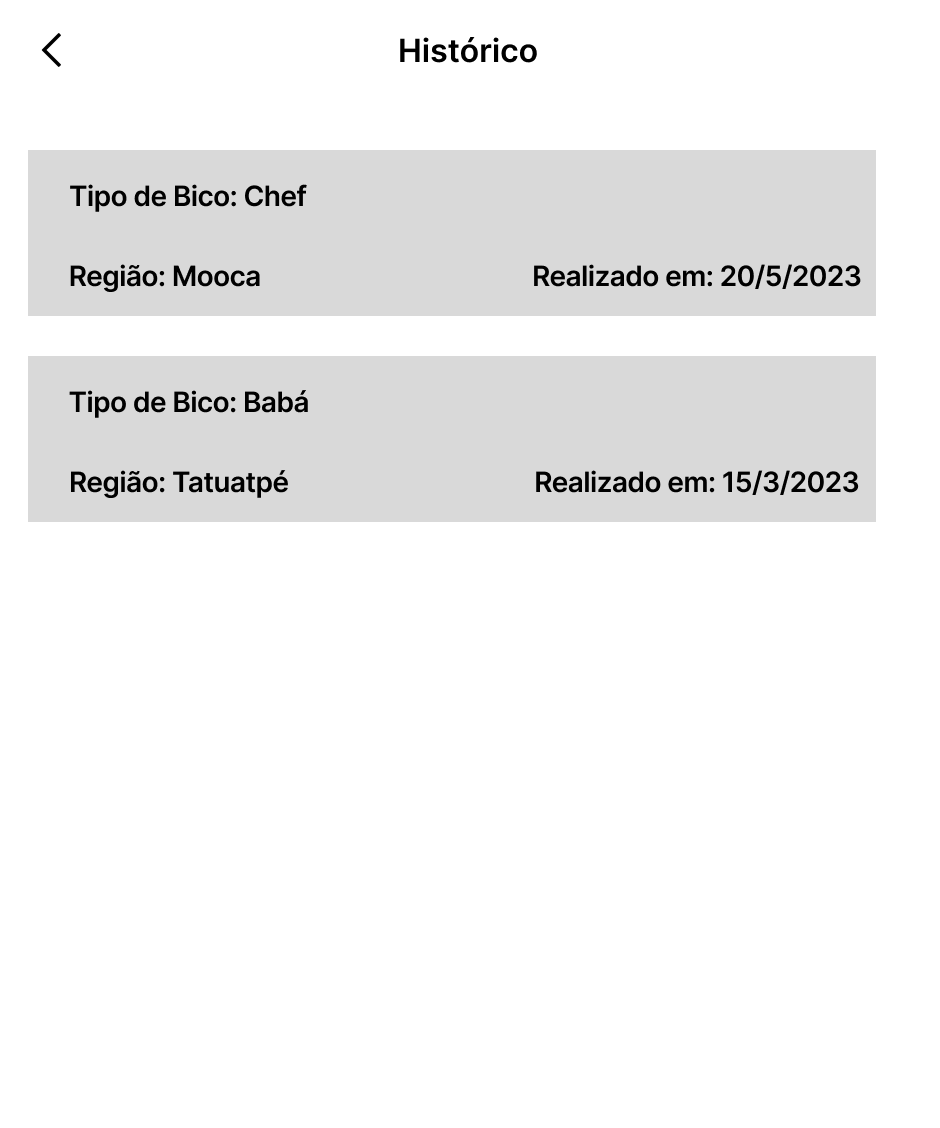 Histórico
Tipo de Bico: Chef
Região: Mooca Realizado em: 20/5/2023
Tipo de Bico: Babá
Região: Tatuatpé Realizado em: 15/3/2023